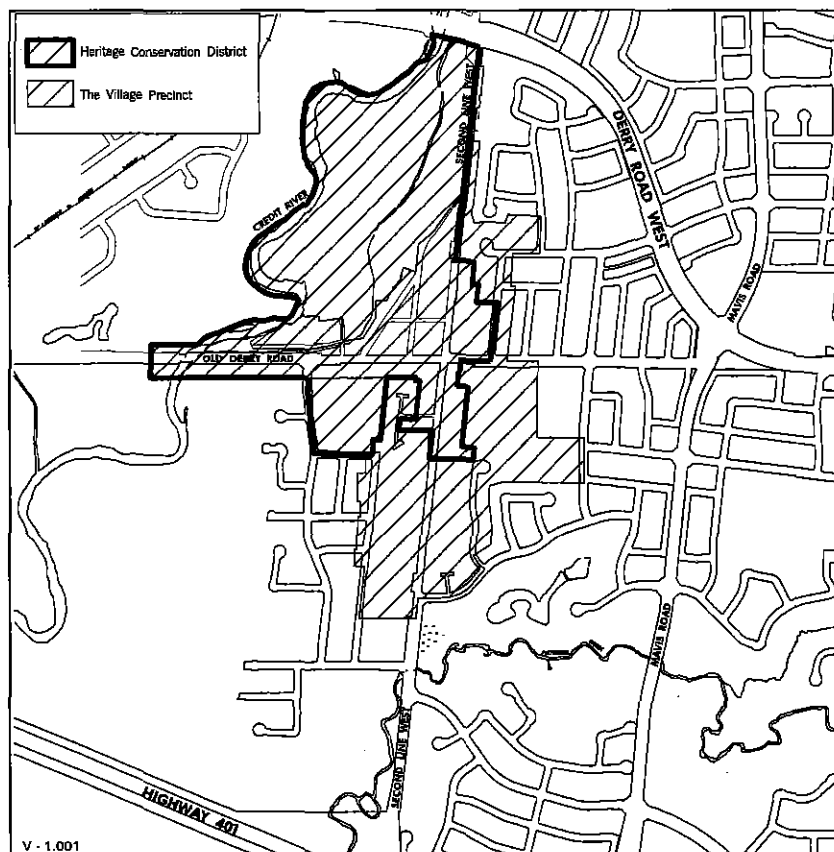 Heritage Conservation District
The Village Precinct
SECOND LINE WEST
DERRY ROAD WEST
CREDIT RIVER
MAVIS ROAD
OLD DERRY ROAD
MAVIS ROAD
SECOND LINE WEST
HIGHWAY 401
V - 1.001